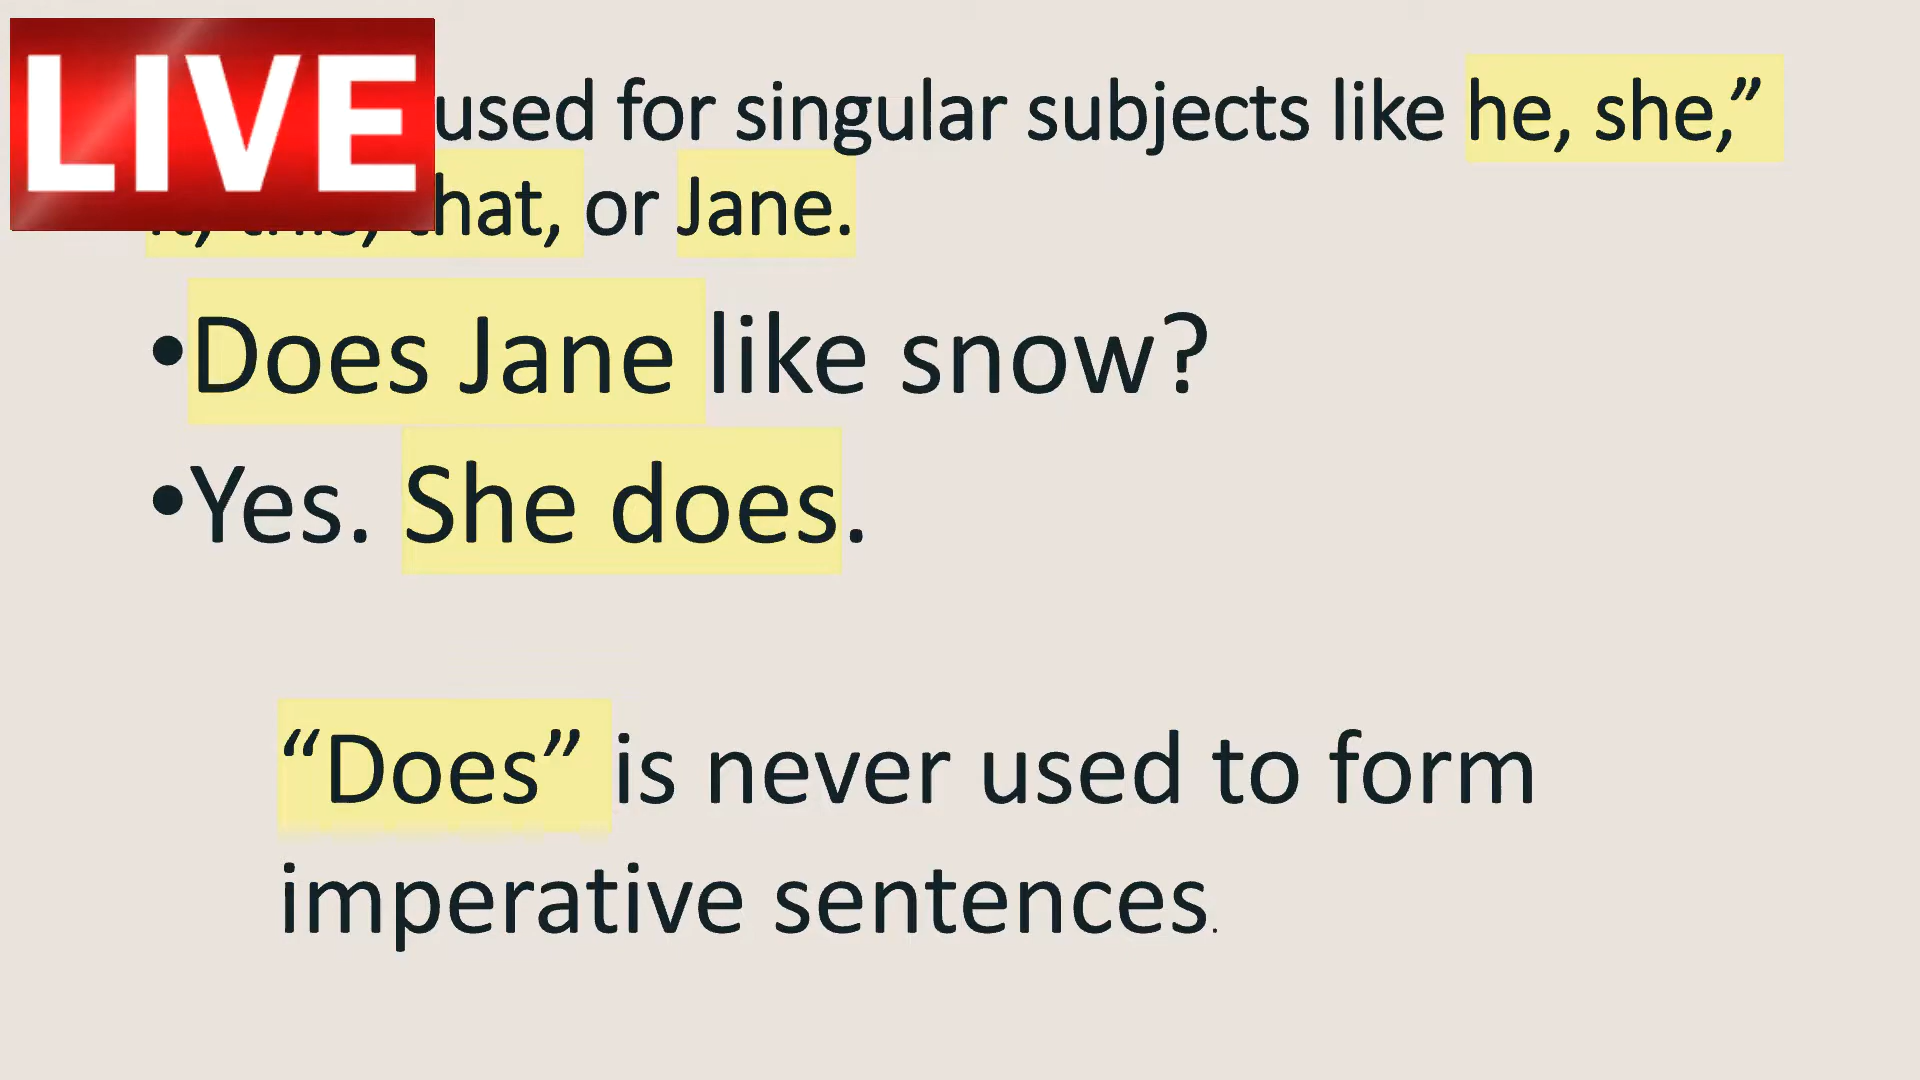 LIVE
used for singular subjects like he, she,”
that, or Jane.
•Does Jane like snow?
•Yes. She does.
“Does” is never used to form
imperative sentences.